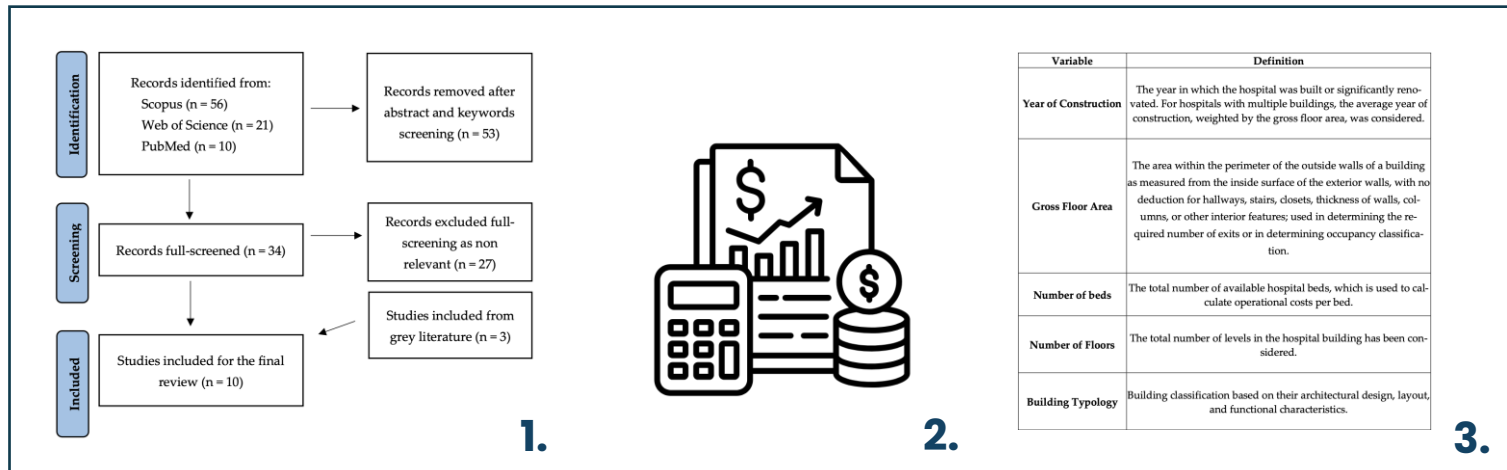 Identification
Records identified from:
Scopus (n = 56)
Web of Science (n = 21)
PubMed (n = 10)
Records removed after
abstract and keywords
screening (n = 53)
Screening
Records full-screened (n = 34)
Records excluded full-
screening as non
relevant (n = 27)
Studies included from
grey literature (n = 3)
Included
Studies included for the final
review (n = 10)
1.
$
$
2.
Variable Definition
Year of Construction
The year in which the hospital was built or significantly reno-
vated. For hospitals with multiple buildings, the average year of
construction, weighted by the gross floor area, was considered.
Gross Floor Area
The area within the perimeter of the outside walls of a building
as measured from the inside surface of the exterior walls, with no
deduction for hallways, stairs, closets, thickness of walls, col-
umns, or other interior features; used in determining the re-
quired number of exits or in determining occupancy classifica-
tion.
Number of beds
The total number of available hospital beds, which is used to cal-
culate operational costs per bed.
Number of Floors
The total number of levels in the hospital building has been con-
sidered.
Building Typology
Building classification based on their architectural design, layout,
and functional characteristics.
3.